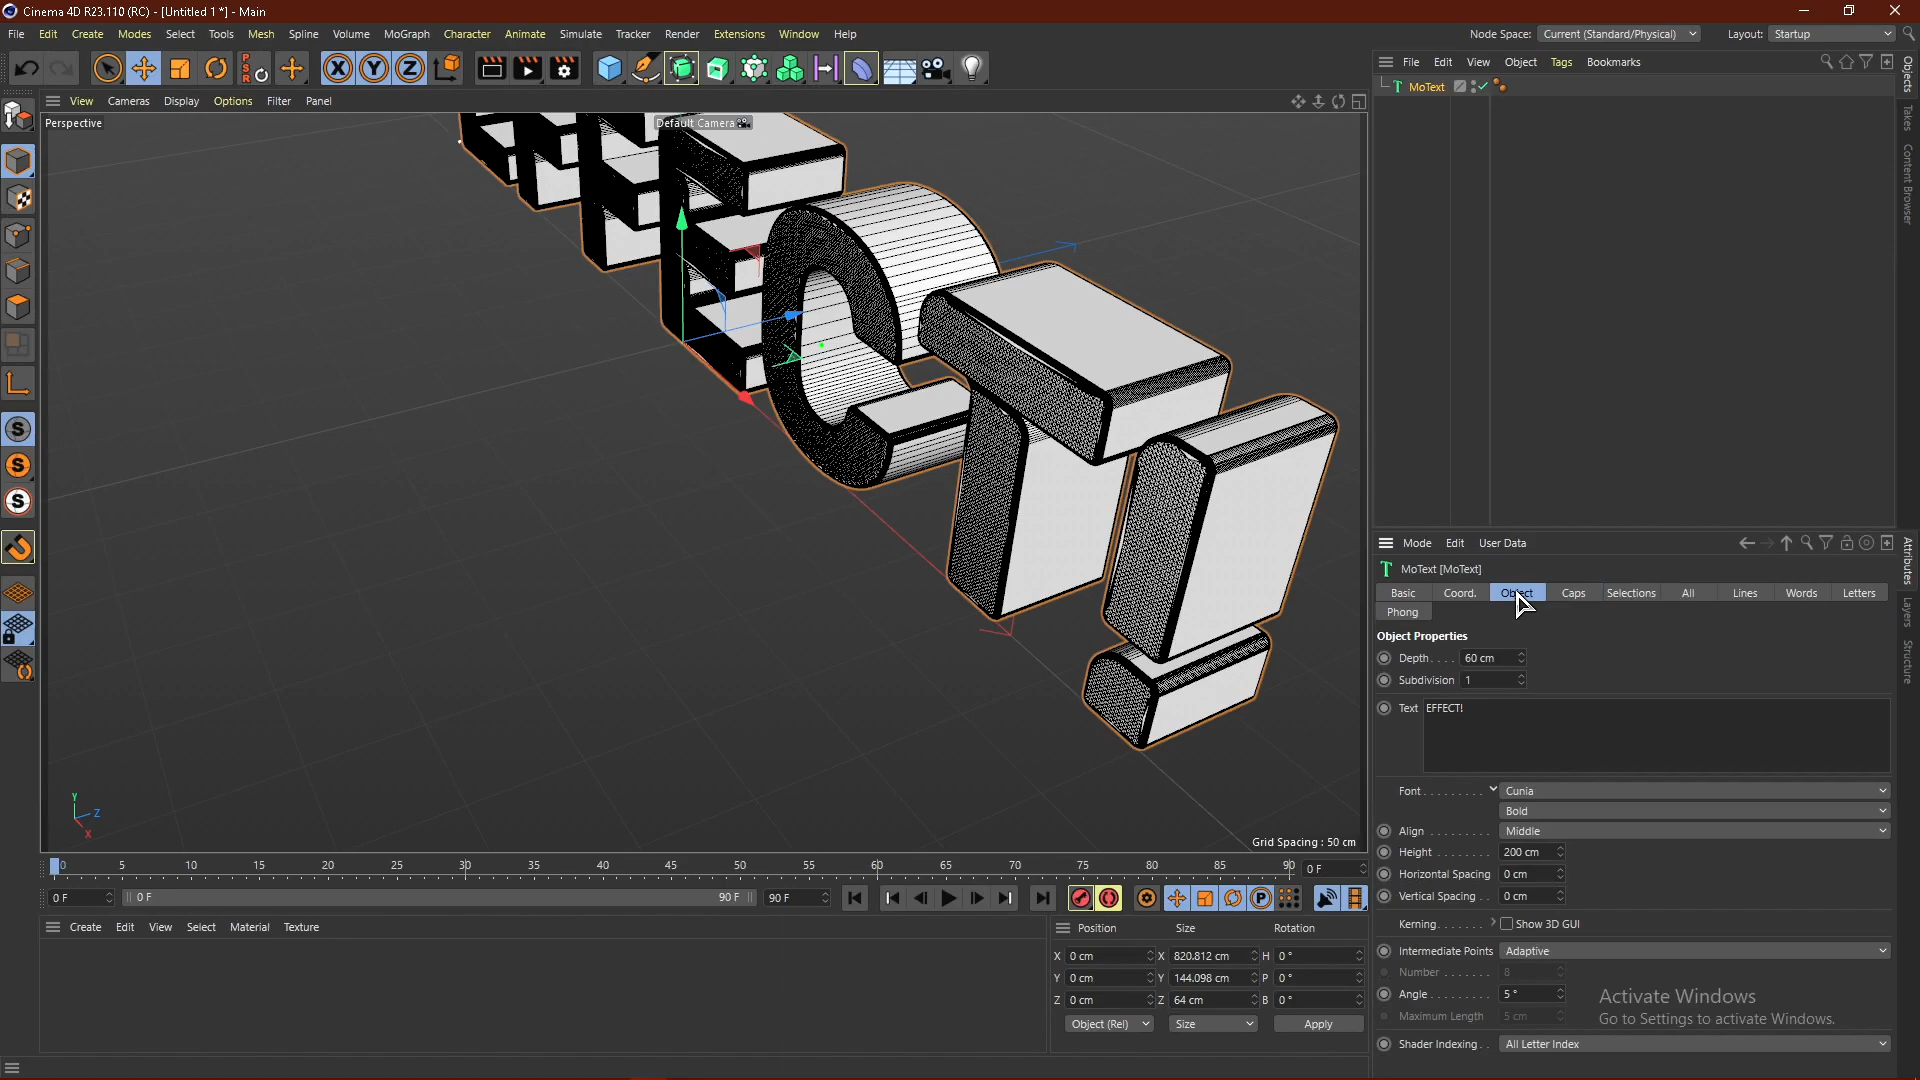 Cinema 4D R23.110 (RC) - [Untitled 1 *] - Main
File Edit Create Modes Select Tools Mesh Spline Volume MoGraph Character Animate Simulate Tracker Render Extensions Window Help
Node Space: Current (Standard/Physical) Layout: Startup
X Y Z
PSR
View Cameras Display Options Filter Panel
Perspective
Default Camera
Grid Spacing : 50 cm
Y Z X
0 5 10 15 20 25 30 35 40 45 50 55 60 65 70 75 80 85 90 0 F
0 F 0 F 90 F 90 F
Create Edit View Select Material Texture
Position Size Rotation
X 0 cm X 820.812 cm H 0 °
Y 0 cm Y 144.098 cm P 0 °
Z 0 cm Z 64 cm B 0 °
Object (Rel) Size Apply
File Edit View Object Tags Bookmarks
MoText
Objects
Takes
Content Browser
Mode Edit User Data
MoText [MoText]
Basic Coord. Object Caps Selections All Lines Words Letters
Phong
Object Properties
Depth. . . . 60 cm
Subdivision 1
Text EFFECT!
Font. . . . . . . . . Cunia
Bold
Align . . . . . . . . Middle
Height . . . . . . . 200 cm
Horizontal Spacing 0 cm
Vertical Spacing . . 0 cm
Kerning. . . . . . . Show 3D GUI
Intermediate Points Adaptive
Number . . . . . . . 8
Angle. . . . . . . . . 5 °
Maximum Length 5 cm
Shader Indexing. . . All Letter Index
Activate Windows
Go to Settings to activate Windows.
Attributes
Layers
Structure